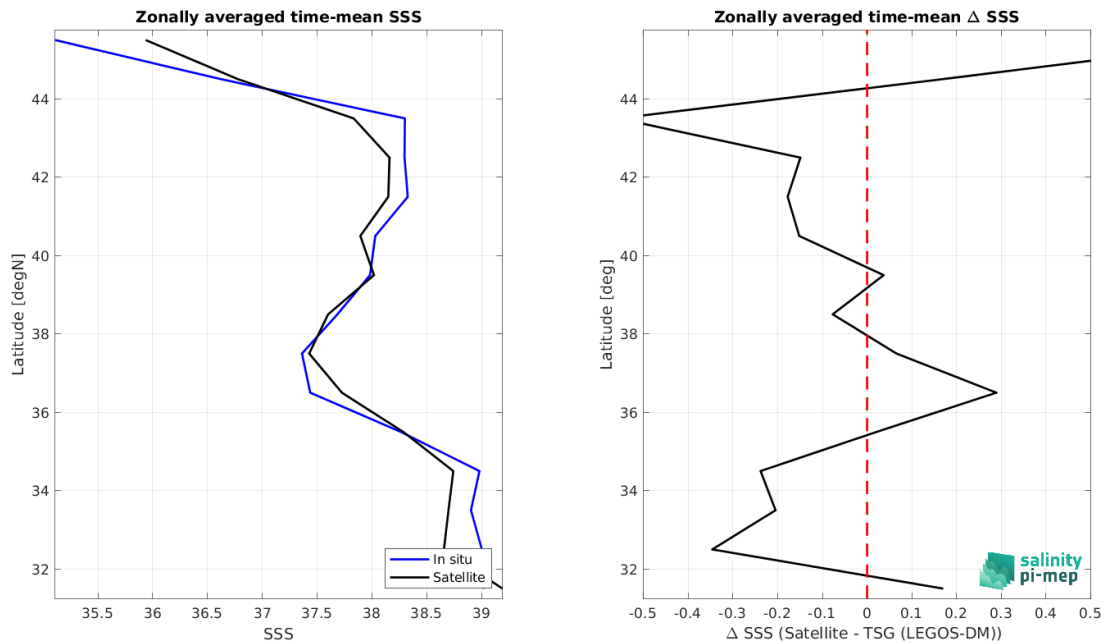 Zonally averaged time-mean SSS
Latitude [degN]
44
42
40
38
36
34
32
35.5 36 36.5 37 37.5 38 38.5 39
SSS
In situ
Satellite
Zonally averaged time-mean Δ SSS
Latitude [deg]
44
42
40
38
36
34
32
-0.5 -0.4 -0.3 -0.2 -0.1 0 0.1 0.2 0.3 0.4 0.5
Δ SSS (Satellite - TSG (LEGOS-DM))
salinity
pi-mep